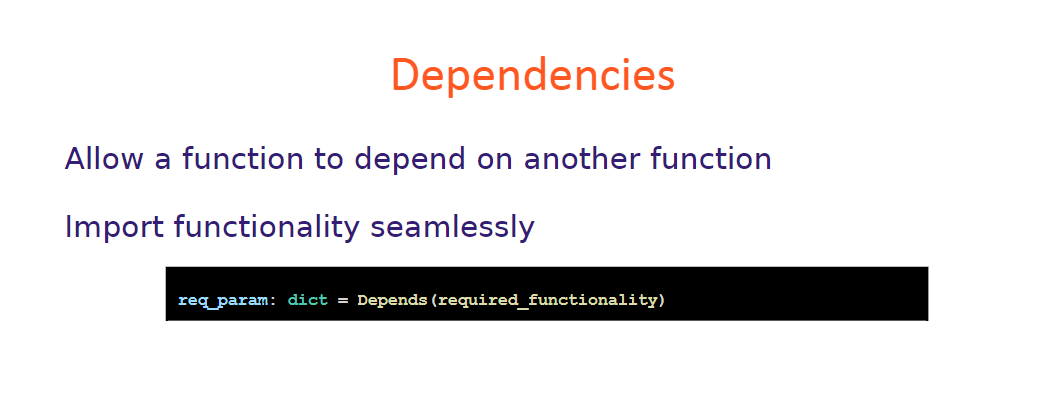 Dependencies
Allow a function to depend on another function
Import functionality seamlessly
req_param: dict = Depends(required_functionality)